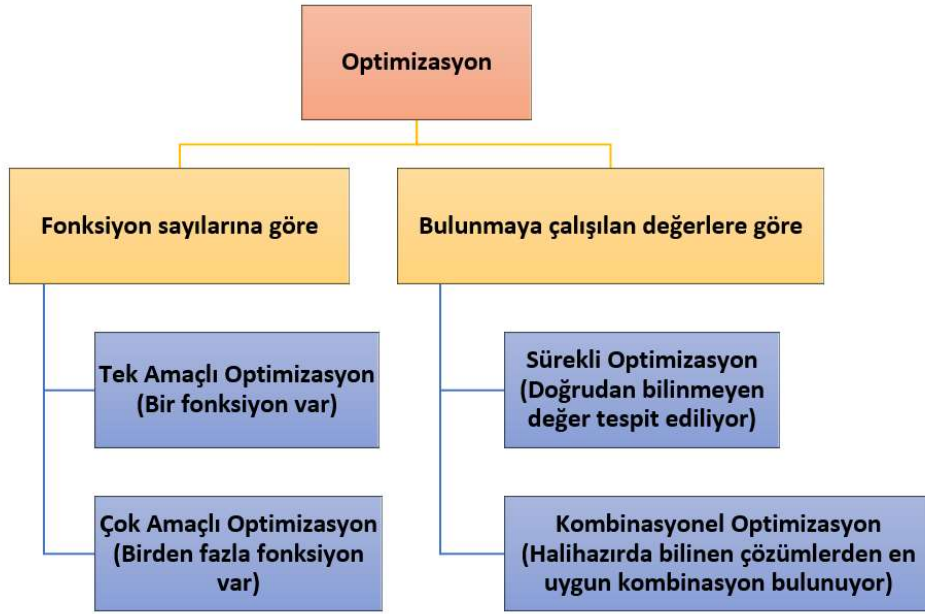 Optimizasyon
Fonksiyon sayılarına göre
Bulunmaya çalışılan değerlere göre
Tek Amaçlı Optimizasyon
(Bir fonksiyon var)
Sürekli Optimizasyon
(Doğrudan bilinmeyen
değer tespit ediliyor)
Çok Amaçlı Optimizasyon
(Birden fazla fonksiyon
var)
Kombinasyonel Optimizasyon
(Halihazırda bilinen çözümlerden en
uygun kombinasyon bulunuyor)